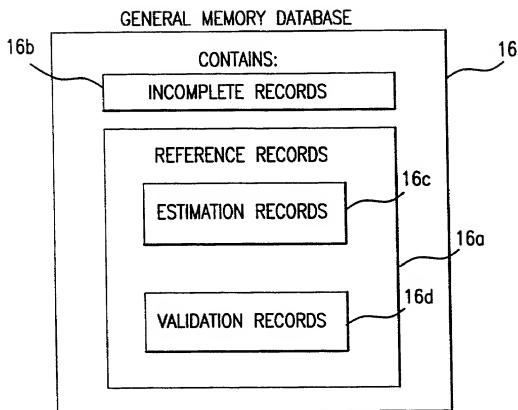 GENERAL MEMORY DATABASE
16b
16
CONTAINS:
INCOMPLETE RECORDS
REFERENCE RECORDS
16c
ESTIMATION RECORDS
16a
16d
VALIDATION RECORDS